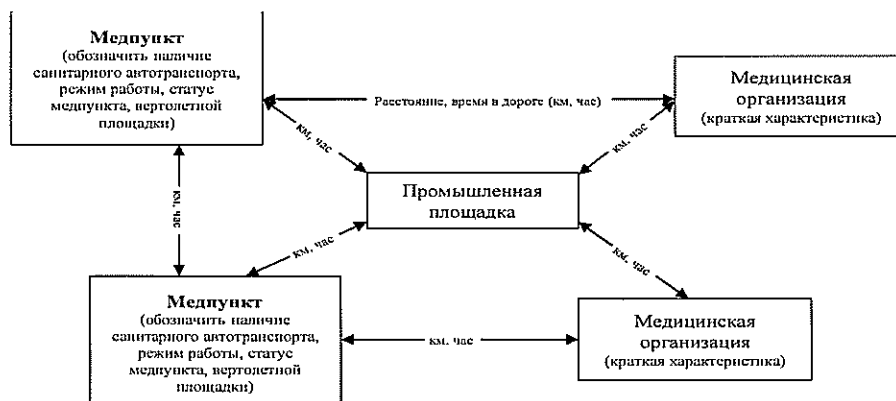 Медпункт
(обозначить наличие
санитарного автотранспорта,
режим работы, статус
медпункта, вертолетной
площадки)
Расстояние, время в дороге (км, час)
Медицинская
организация
(краткая характеристика)
км, час
км, час
км, час
Промышленная
площадка
км, час
км, час
Медпункт
(обозначить наличие
санитарного автотранспорта,
режим работы, статус
медпункта, вертолетной
площадки)
км, час
Медицинская
организация
(краткая характеристика)